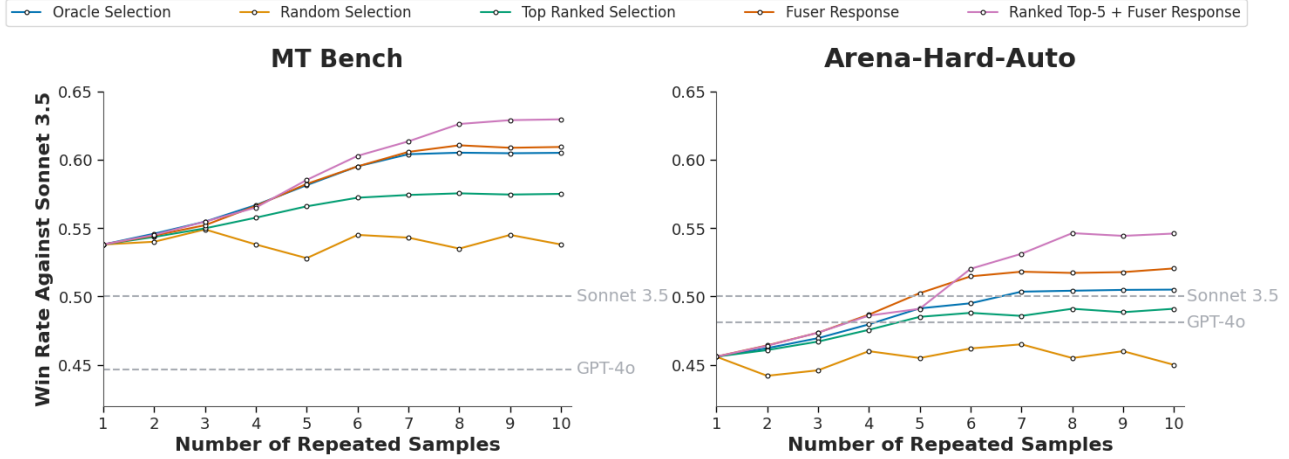 Oracle Selection Random Selection Top Ranked Selection Fuser Response Ranked Top-5 + Fuser Response
MT Bench
Win Rate Against Sonnet 3.5
0.65
0.60
0.55
0.50
0.45
Sonnet 3.5
GPT-4o
1 2 3 4 5 6 7 8 9 10
Number of Repeated Samples
Arena-Hard-Auto
0.65
0.60
0.55
0.50
0.45
Sonnet 3.5
GPT-4o
1 2 3 4 5 6 7 8 9 10
Number of Repeated Samples